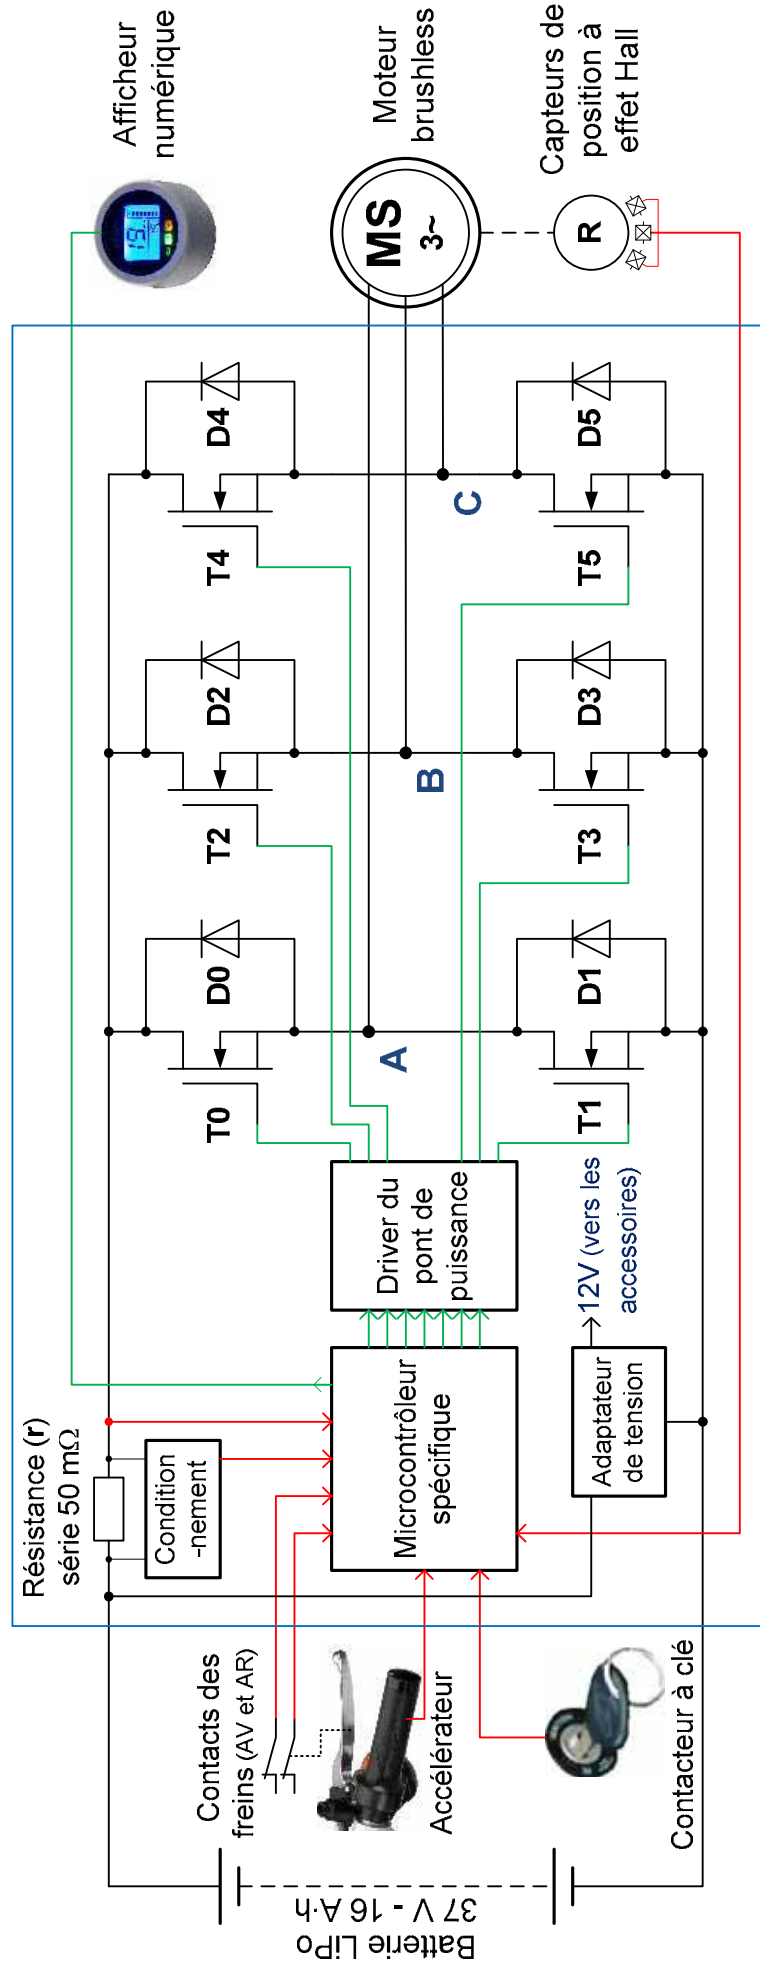 Batterie LiPo
37 V - 16 A·h
Contacts des
freins (AV et AR)
Accélérateur
Contacteur à clé
Résistance (r)
série 50 mΩ
Condition
-nement
Microcontrôleur
spécifique
Adaptateur
de tension
12V (vers les
accessoires)
Driver du
pont de
puissance
T0
D0
T2
D2
T4
D4
A
B
C
T1
D1
T3
D3
T5
D5
Afficheur
numérique
MS
3~
Moteur
brushless
R
Capteurs de
position à
effet Hall